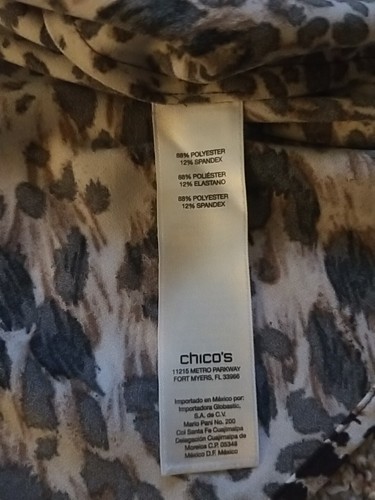 88% POLYESTER
12% SPANDEX
88% POLIÉSTER
12% ELASTANO
88% POLYESTER
12% SPANDEX
chico's
11215 METRO PARKWAY
FORT MYERS, FL 33966
Importado en México por:
Importadora Globastic,
S.A. de C.V.
Mario Pani No. 200
Col Santa Fe Cuajimalpa
Delegación Cuajimalpa de
Morelos C.P. 05348
México D.F. México